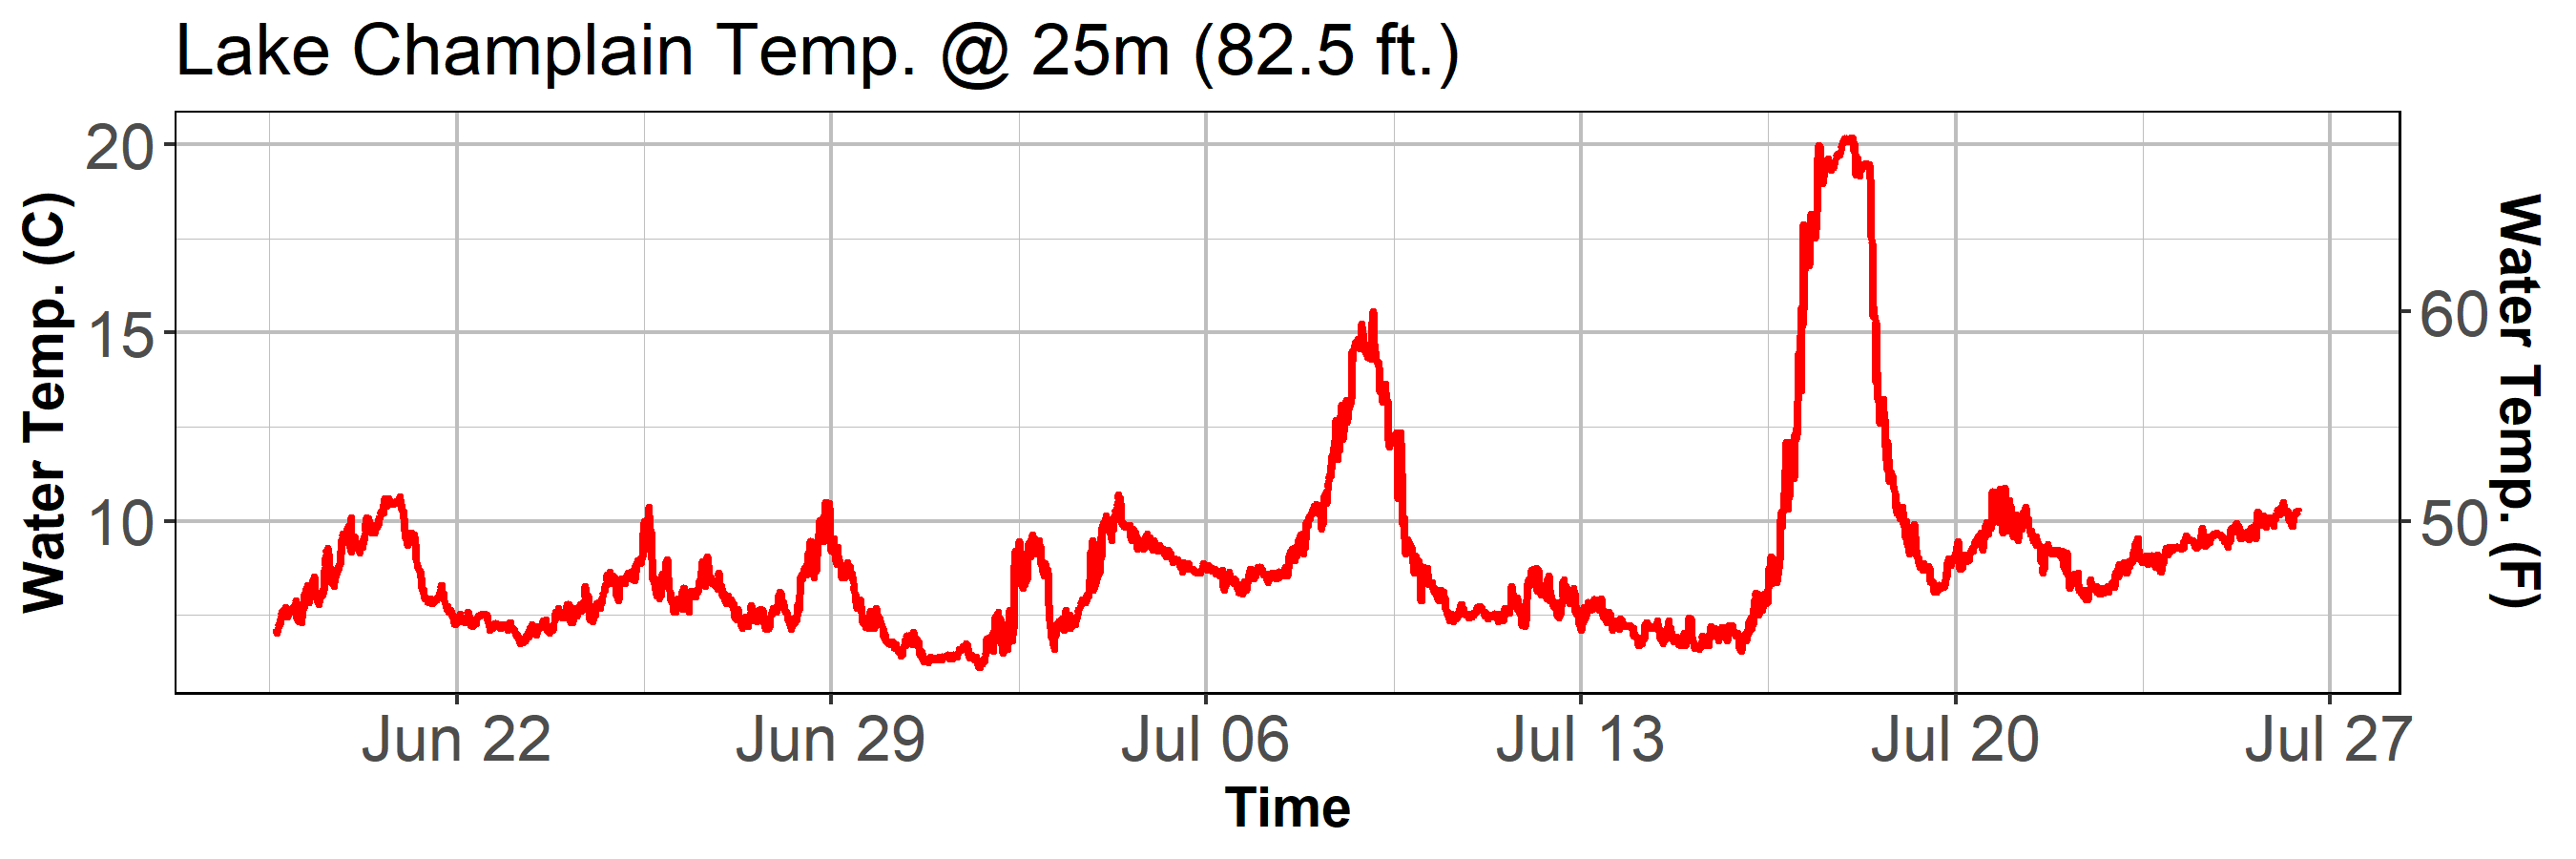 Lake Champlain Temp. @ 25m (82.5 ft.)
Water Temp. (C)
20
15
10
60
50
Water Temp. (F)
Jun 22
Jun 29
Jul 06
Jul 13
Jul 20
Jul 27
Time